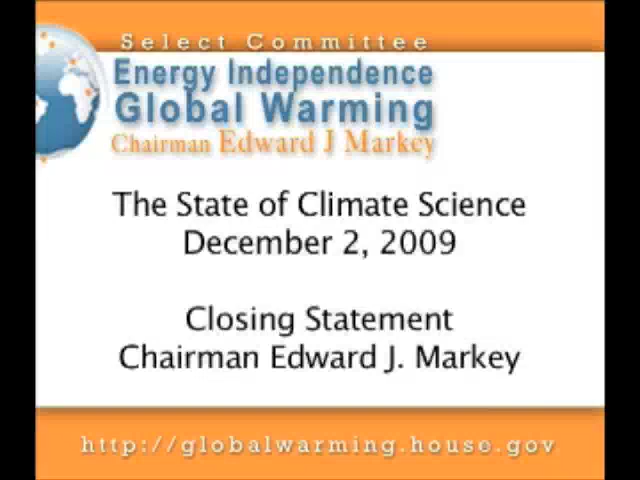 Select Committee
Energy Independence
Global Warming
Chairman Edward J Markey
The State of Climate Science
December 2, 2009
Closing Statement
Chairman Edward J. Markey
http://globalwarming.house.gov